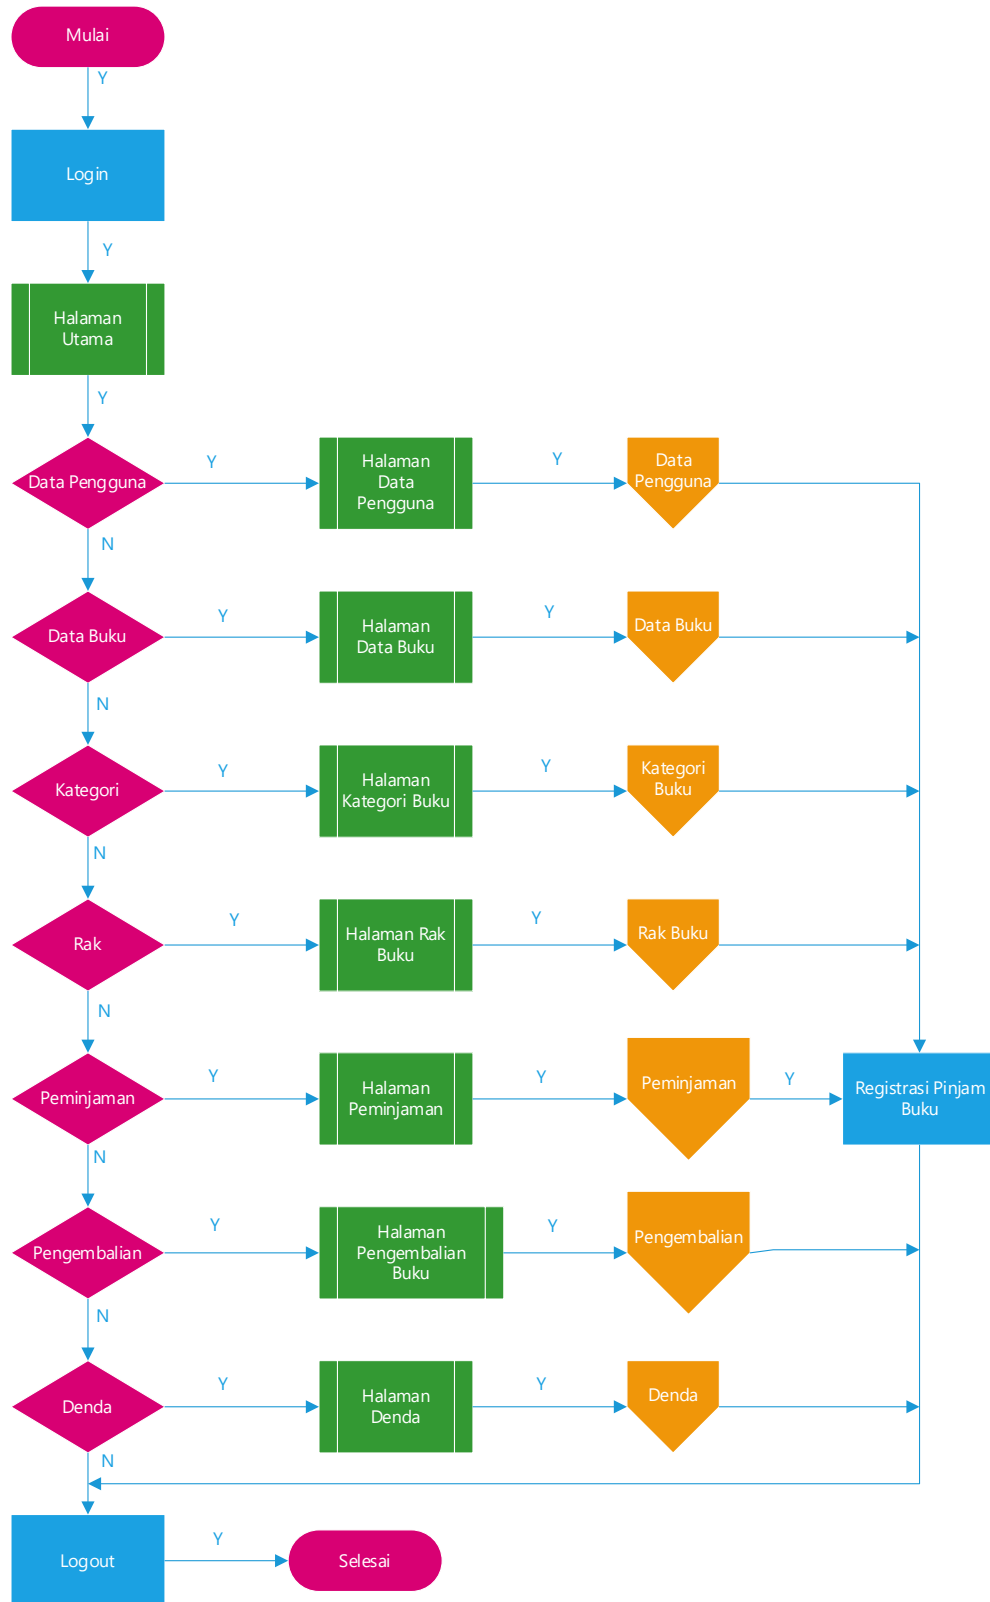 Mulai
Y
Login
Y
Halaman
Utama
Y
Data Pengguna
Y
Halaman
Data
Pengguna
Y
Data
Pengguna
N
Data Buku
Y
Halaman
Data Buku
Y
Data Buku
N
Kategori
Y
Halaman
Kategori Buku
Y
Kategori
Buku
N
Rak
Y
Halaman Rak
Buku
Y
Rak Buku
N
Peminjaman
Y
Halaman
Peminjaman
Y
Peminjaman
Y
Registrasi Pinjam
Buku
N
Pengembalian
Y
Halaman
Pengembalian
Buku
Y
Pengembalian
N
Denda
Y
Halaman
Denda
Y
Denda
N
Logout
Y
Selesai